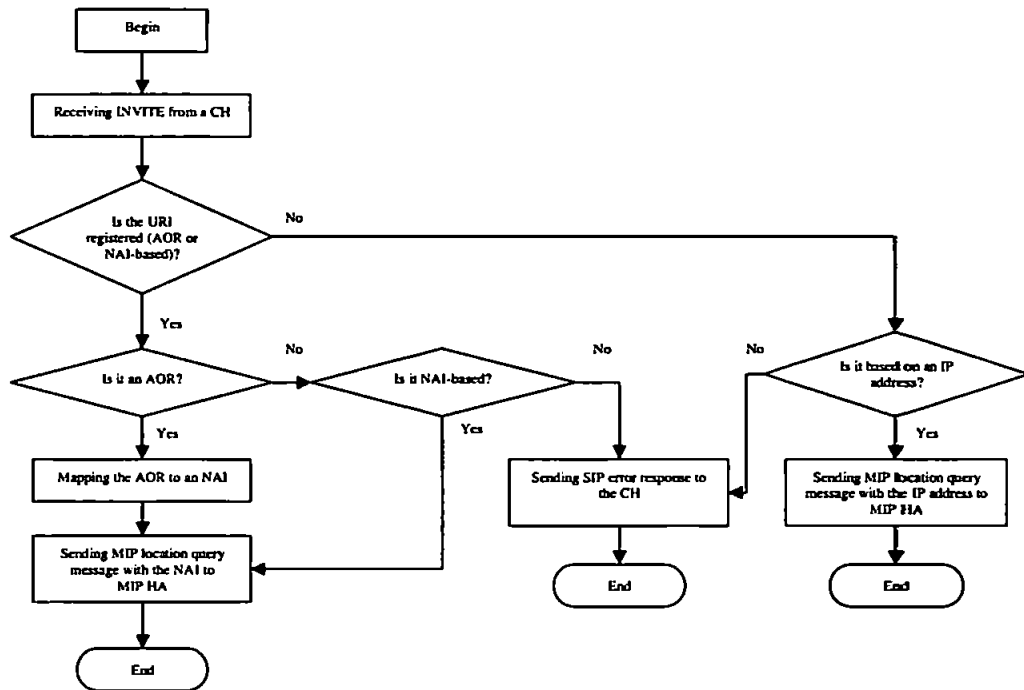 Begin
Receiving INVITE from a CH
Is the URI
registered (AOR or
NAI-based)?
No
Yes
Is it an AOR?
No
Is it NAI-based?
No
No
Is it based on an IP
address?
Yes
Yes
Yes
Mapping the AOR to an NAI
Sending SIP error response to
the CH
Sending MIP location query
message with the IP address to
MIP HA
Sending MIP location query
message with the NAI to
MIP HA
End
End
End